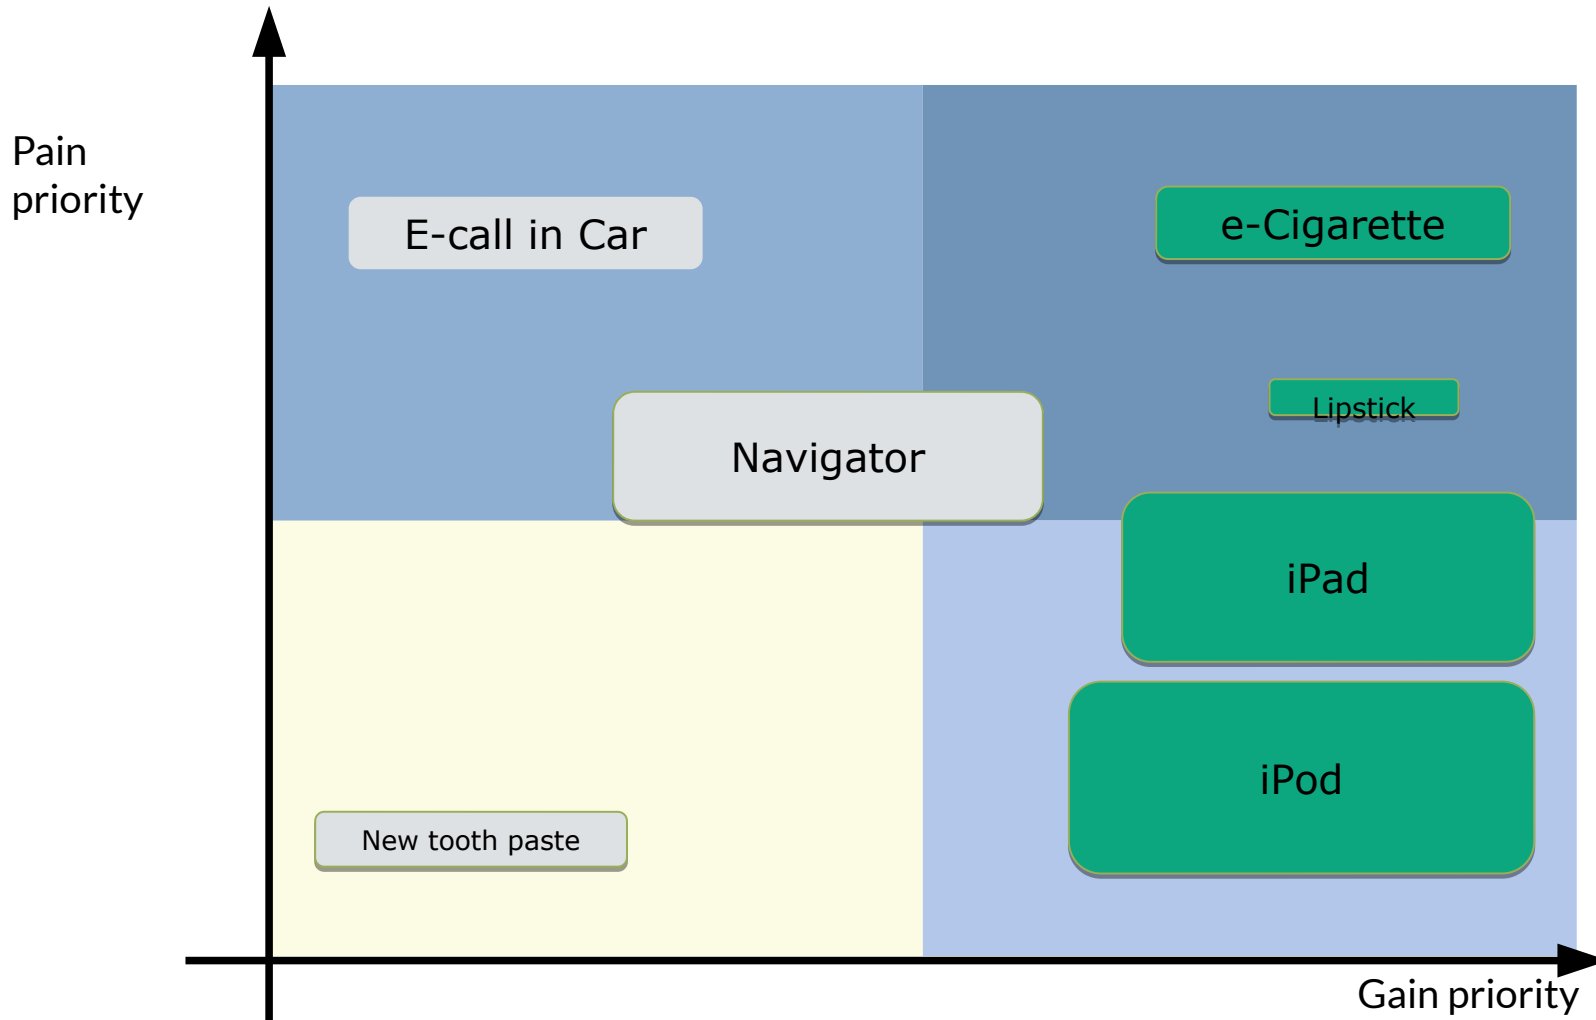 Pain
priority
E-call in Car
e-Cigarette
Lipstick
Navigator
iPad
iPod
New tooth paste
Gain priority